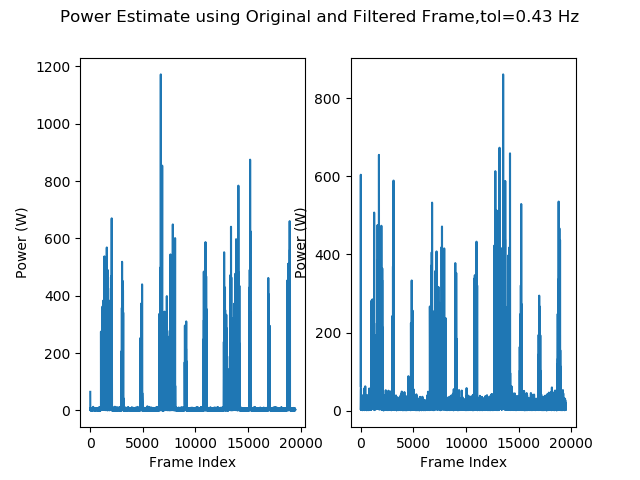 Power Estimate using Original and Filtered Frame,tol=0.43 Hz
Power (W)
1200
1000
800
600
400
200
0
0 5000 10000 15000 20000
Frame Index
Power (W)
800
600
400
200
0
0 5000 10000 15000 20000
Frame Index